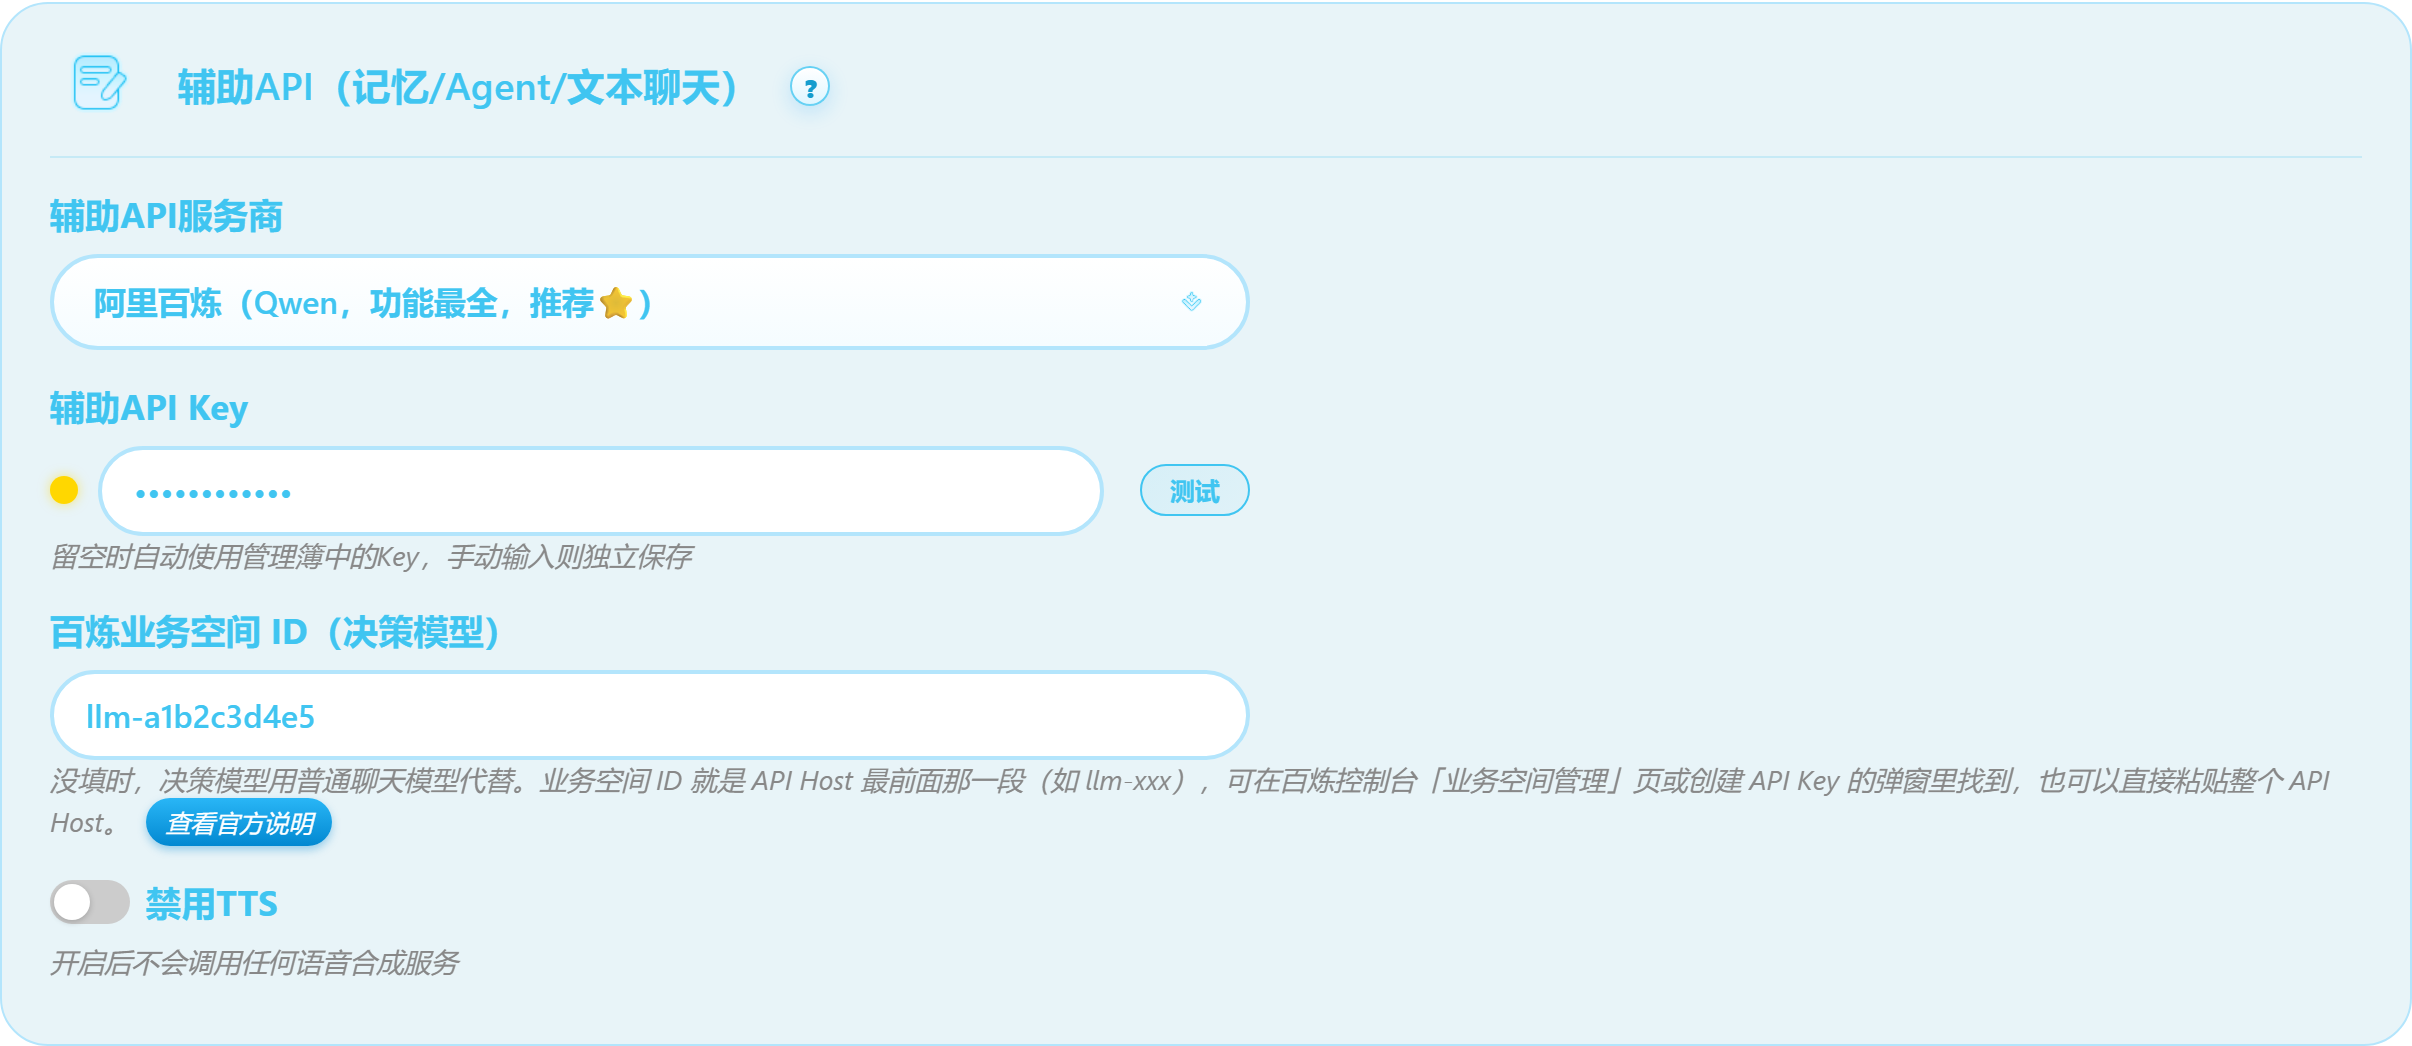 辅助API（记忆/Agent/文本聊天） ?
辅助API服务商
阿里百炼（Qwen，功能最全，推荐⭐）
辅助API Key
•••••••••••• 测试
留空时自动使用管理簿中的Key，手动输入则独立保存
百炼业务空间 ID（决策模型）
llm-a1b2c3d4e5
没填时，决策模型用普通聊天模型代替。业务空间 ID 就是 API Host 最前面那一段（如 llm-xxx），可在百炼控制台「业务空间管理」页或创建 API Key 的弹窗里找到，也可以直接粘贴整个 API
Host。 查看官方说明
禁用TTS
开启后不会调用任何语音合成服务